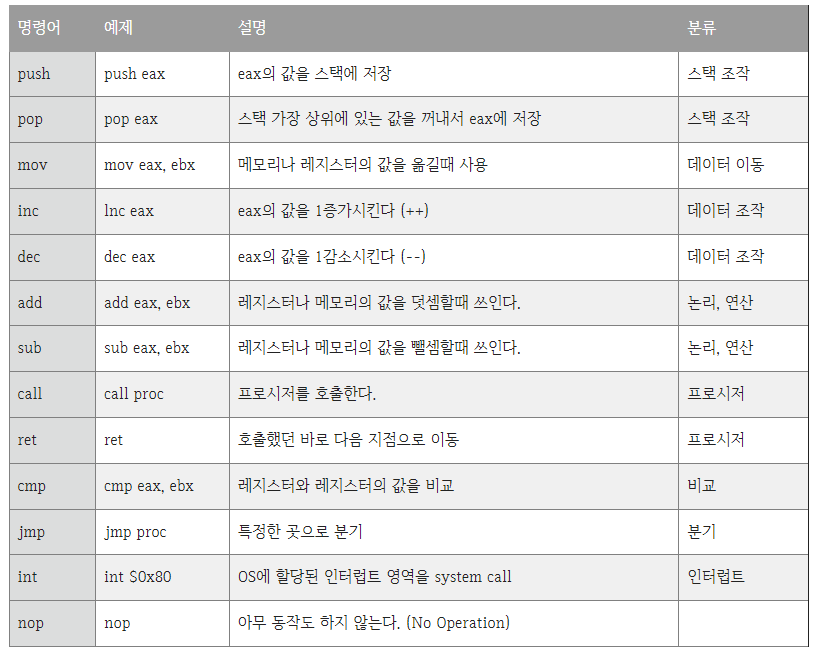 명령어 예제 설명 분류
push push eax eax의 값을 스택에 저장 스택 조작
pop pop eax 스택 가장 상위에 있는 값을 꺼내서 eax에 저장 스택 조작
mov mov eax, ebx 메모리나 레지스터의 값을 옮길때 사용 데이터 이동
inc lnc eax eax의 값을 1증가시킨다 (++) 데이터 조작
dec dec eax eax의 값을 1감소시킨다 (--) 데이터 조작
add add eax, ebx 레지스터나 메모리의 값을 덧셈할때 쓰인다. 논리, 연산
sub sub eax, ebx 레지스터나 메모리의 값을 뺄셈할때 쓰인다. 논리, 연산
call call proc 프로시저를 호출한다. 프로시저
ret ret 호출했던 바로 다음 지점으로 이동 프로시저
cmp cmp eax, ebx 레지스터와 레지스터의 값을 비교 비교
jmp jmp proc 특정한 곳으로 분기 분기
int int $0x80 OS에 할당된 인터럽트 영역을 system call 인터럽트
nop nop 아무 동작도 하지 않는다. (No Operation)